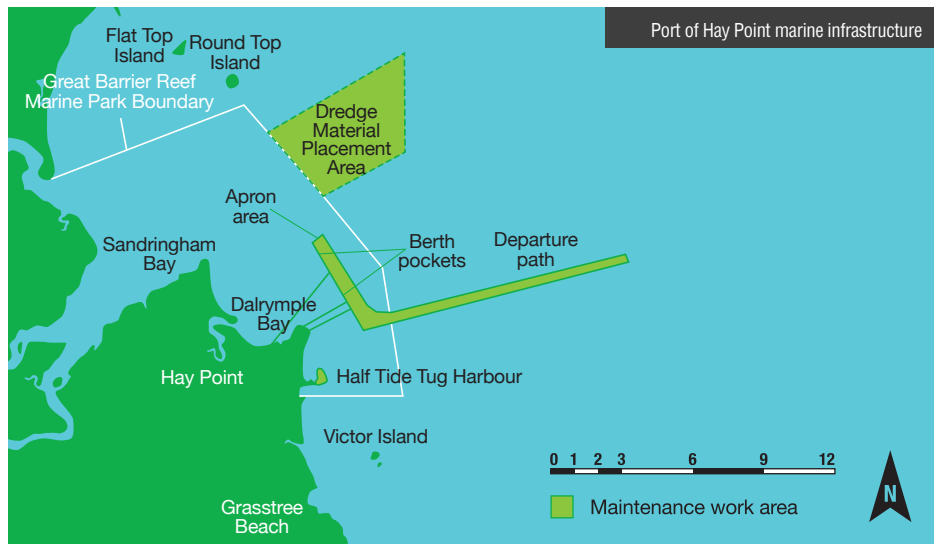 Port of Hay Point marine infrastructure
Flat Top
Island
Round Top
Island
Great Barrier Reef
Marine Park Boundary
Dredge
Material
Placement
Area
Apron
area
Sandringham
Bay
Berth
pockets
Departure
path
Dalrymple
Bay
Hay Point
Half Tide Tug Harbour
Victor Island
Grasstree
Beach
0 1 2 3 6 9 12
Maintenance work area
N